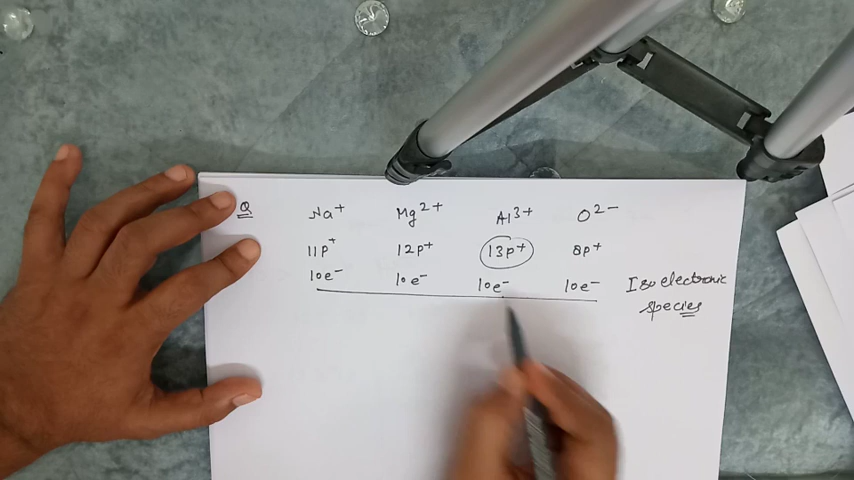 Q Na+ Mg2+ Al3+ O2−
11p+ 12p+ 13p+ 8p+
10e− 10e− 10e− 10e− Isoelectronic
species